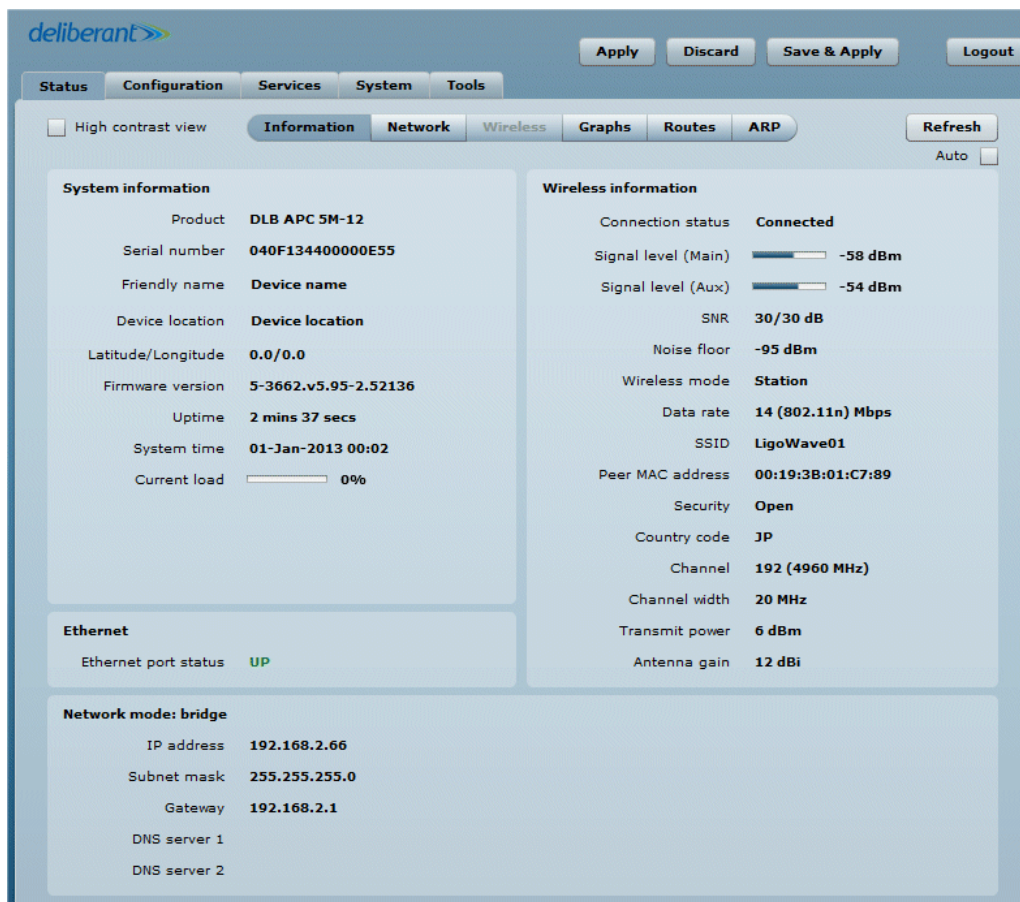 deliberant
Apply Discard Save & Apply Logout
Status Configuration Services System Tools
High contrast view Information Network Wireless Graphs Routes ARP Refresh
Auto
System information
Product DLB APC 5M-12
Serial number 040F134400000E55
Friendly name Device name
Device location Device location
Latitude/Longitude 0.0/0.0
Firmware version 5-3662.v5.95-2.52136
Uptime 2 mins 37 secs
System time 01-Jan-2013 00:02
Current load 0%
Ethernet
Ethernet port status UP
Wireless information
Connection status Connected
Signal level (Main) -58 dBm
Signal level (Aux) -54 dBm
SNR 30/30 dB
Noise floor -95 dBm
Wireless mode Station
Data rate 14 (802.11n) Mbps
SSID LigoWave01
Peer MAC address 00:19:3B:01:C7:89
Security Open
Country code JP
Channel 192 (4960 MHz)
Channel width 20 MHz
Transmit power 6 dBm
Antenna gain 12 dBi
Network mode: bridge
IP address 192.168.2.66
Subnet mask 255.255.255.0
Gateway 192.168.2.1
DNS server 1
DNS server 2